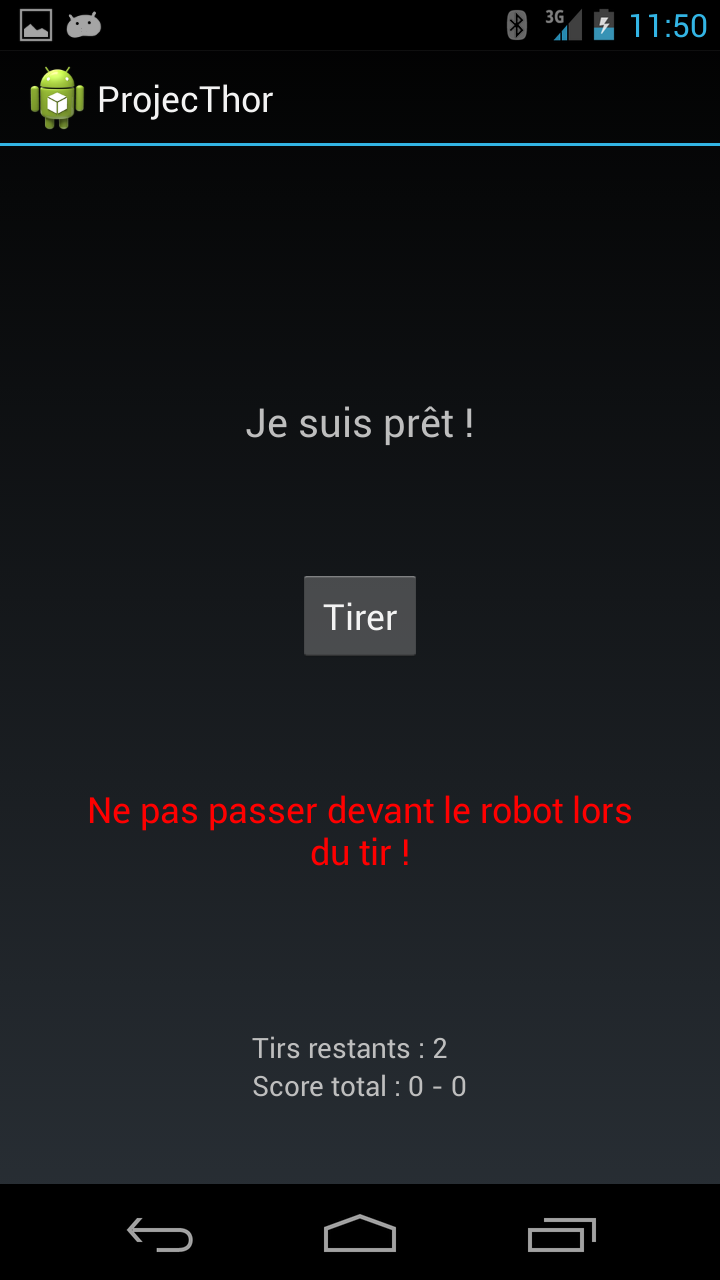 3G 11:50
ProjecThor
Je suis prêt !
Tirer
Ne pas passer devant le robot lors
du tir !
Tirs restants : 2
Score total : 0 - 0